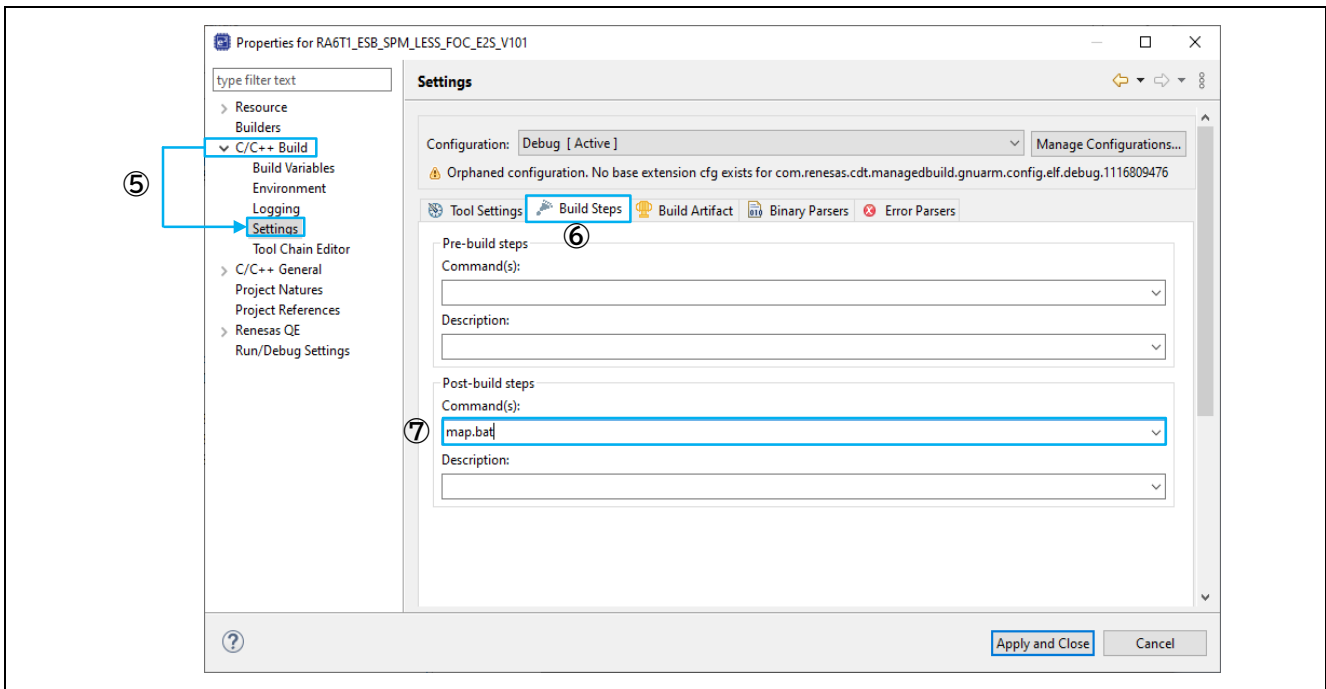 Properties for RA6T1_ESB_SPM_LESS_FOC_E2S_V101
type filter text
Settings
Resource
Builders
C/C++ Build
Build Variables
Environment
Logging
Settings
Tool Chain Editor
C/C++ General
Project Natures
Project References
Renesas QE
Run/Debug Settings
⑤
Configuration: Debug [ Active ] Manage Configurations...
Orphaned configuration. No base extension cfg exists for com.renesas.cdt.managedbuild.gnuarm.config.elf.debug.1116809476
Tool Settings Build Steps Build Artifact Binary Parsers Error Parsers
⑥
Pre-build steps
Command(s):
Description:
Post-build steps
Command(s):
⑦ map.bat
Description:
? Apply and Close Cancel